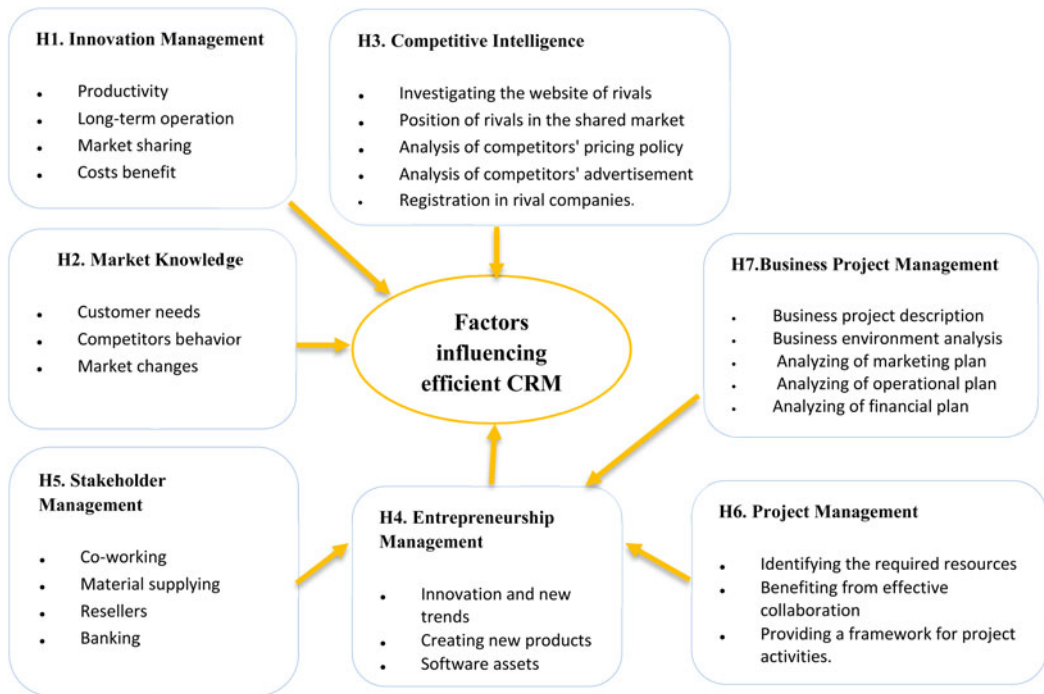 H1. Innovation Management
• Productivity
• Long-term operation
• Market sharing
• Costs benefit
H3. Competitive Intelligence
• Investigating the website of rivals
• Position of rivals in the shared market
• Analysis of competitors' pricing policy
• Analysis of competitors' advertisement
• Registration in rival companies.
H2. Market Knowledge
• Customer needs
• Competitors behavior
• Market changes
Factors
influencing
efficient CRM
H7.Business Project Management
• Business project description
• Business environment analysis
• Analyzing of marketing plan
• Analyzing of operational plan
• Analyzing of financial plan
H5. Stakeholder
Management
• Co-working
• Material supplying
• Resellers
• Banking
H4. Entrepreneurship
Management
• Innovation and new
trends
• Creating new products
• Software assets
H6. Project Management
• Identifying the required resources
• Benefiting from effective
collaboration
• Providing a framework for project
activities.